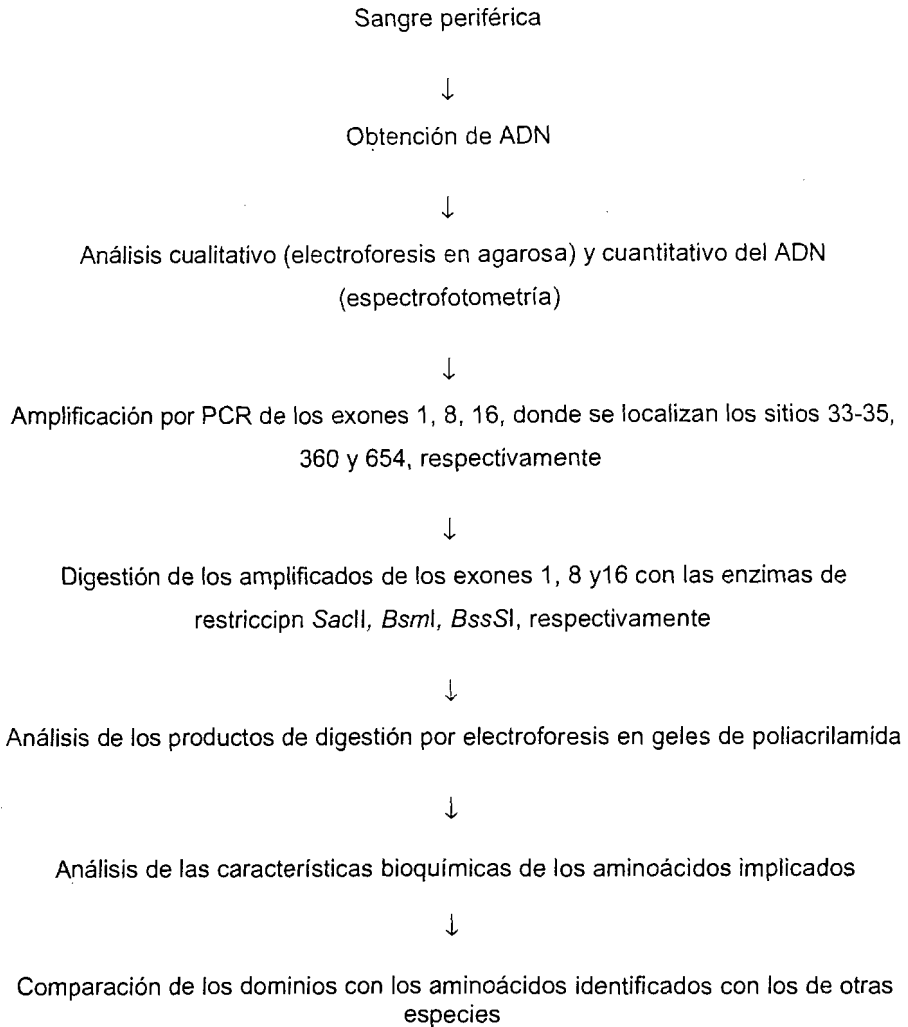 Sangre periférica
↓
Obtención de ADN
↓
Análisis cualitativo (electroforesis en agarosa) y cuantitativo del ADN
(espectrofotometría)
↓
Amplificación por PCR de los exones 1, 8, 16, donde se localizan los sitios 33-35,
360 y 654, respectivamente
↓
Digestión de los amplificados de los exones 1, 8 y16 con las enzimas de
restriccipn SacII, BsmI, BssSI, respectivamente
↓
Análisis de los productos de digestión por electroforesis en geles de poliacrilamida
↓
Análisis de las características bioquímicas de los aminoácidos implicados
↓
Comparación de los dominios con los aminoácidos identificados con los de otras
especies